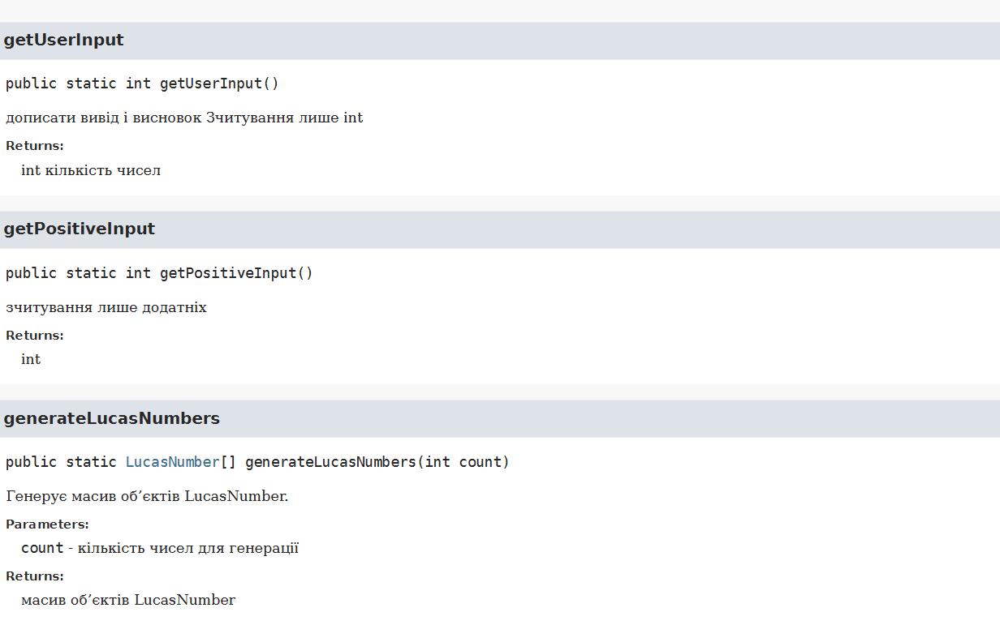 getUserInput
public static int getUserInput()
дописати вивід і висновок Зчитування лише int
Returns:
int кількість чисел
getPositiveInput
public static int getPositiveInput()
зчитування лише додатніх
Returns:
int
generateLucasNumbers
public static LucasNumber[] generateLucasNumbers(int count)
Генерує масив об’єктів LucasNumber.
Parameters:
count - кількість чисел для генерації
Returns:
масив об’єктів LucasNumber